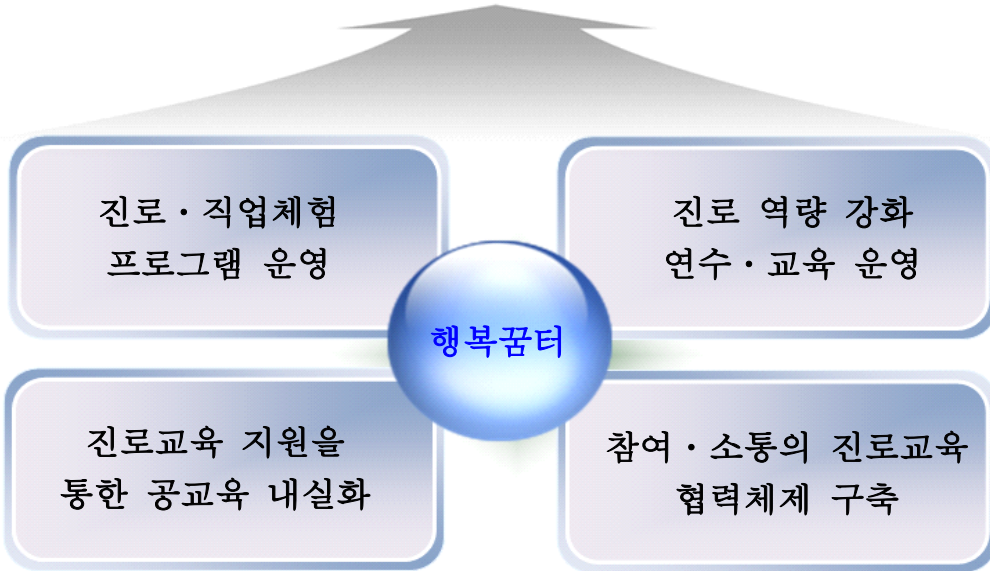 진로·직업체험
프로그램 운영
진로 역량 강화
연수·교육 운영
행복꿈터
진로교육 지원을
통한 공교육 내실화
참여·소통의 진로교육
협력체제 구축